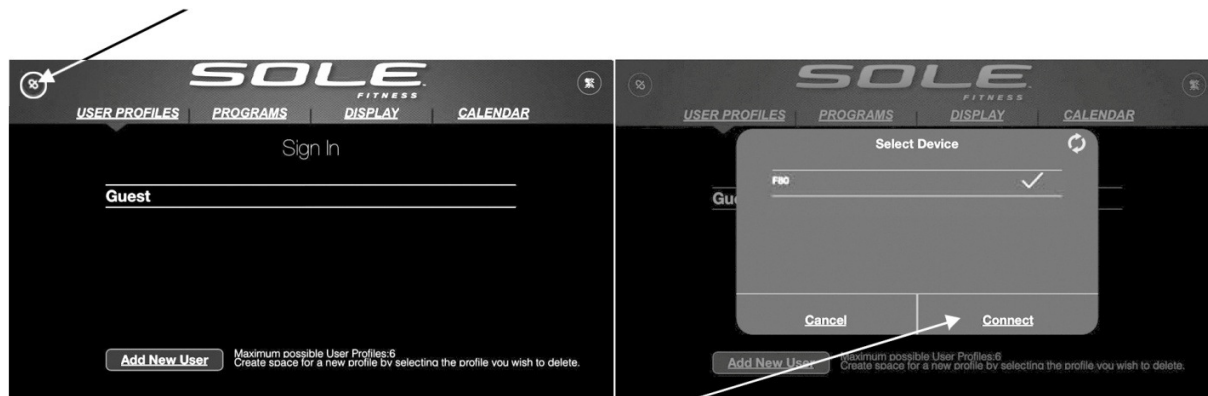 SOLE
FITNESS
USER PROFILES PROGRAMS DISPLAY CALENDAR
Sign In
Guest
Add New User
Maximum possible User Profiles:6
Create space for a new profile by selecting the profile you wish to delete.
SOLE
FITNESS
USER PROFILES PROGRAMS DISPLAY CALENDAR
Select Device
F80
Gue
Cancel Connect
Add New User
Maximum possible User Profiles:6
Create space for a new profile by selecting the profile you wish to delete.